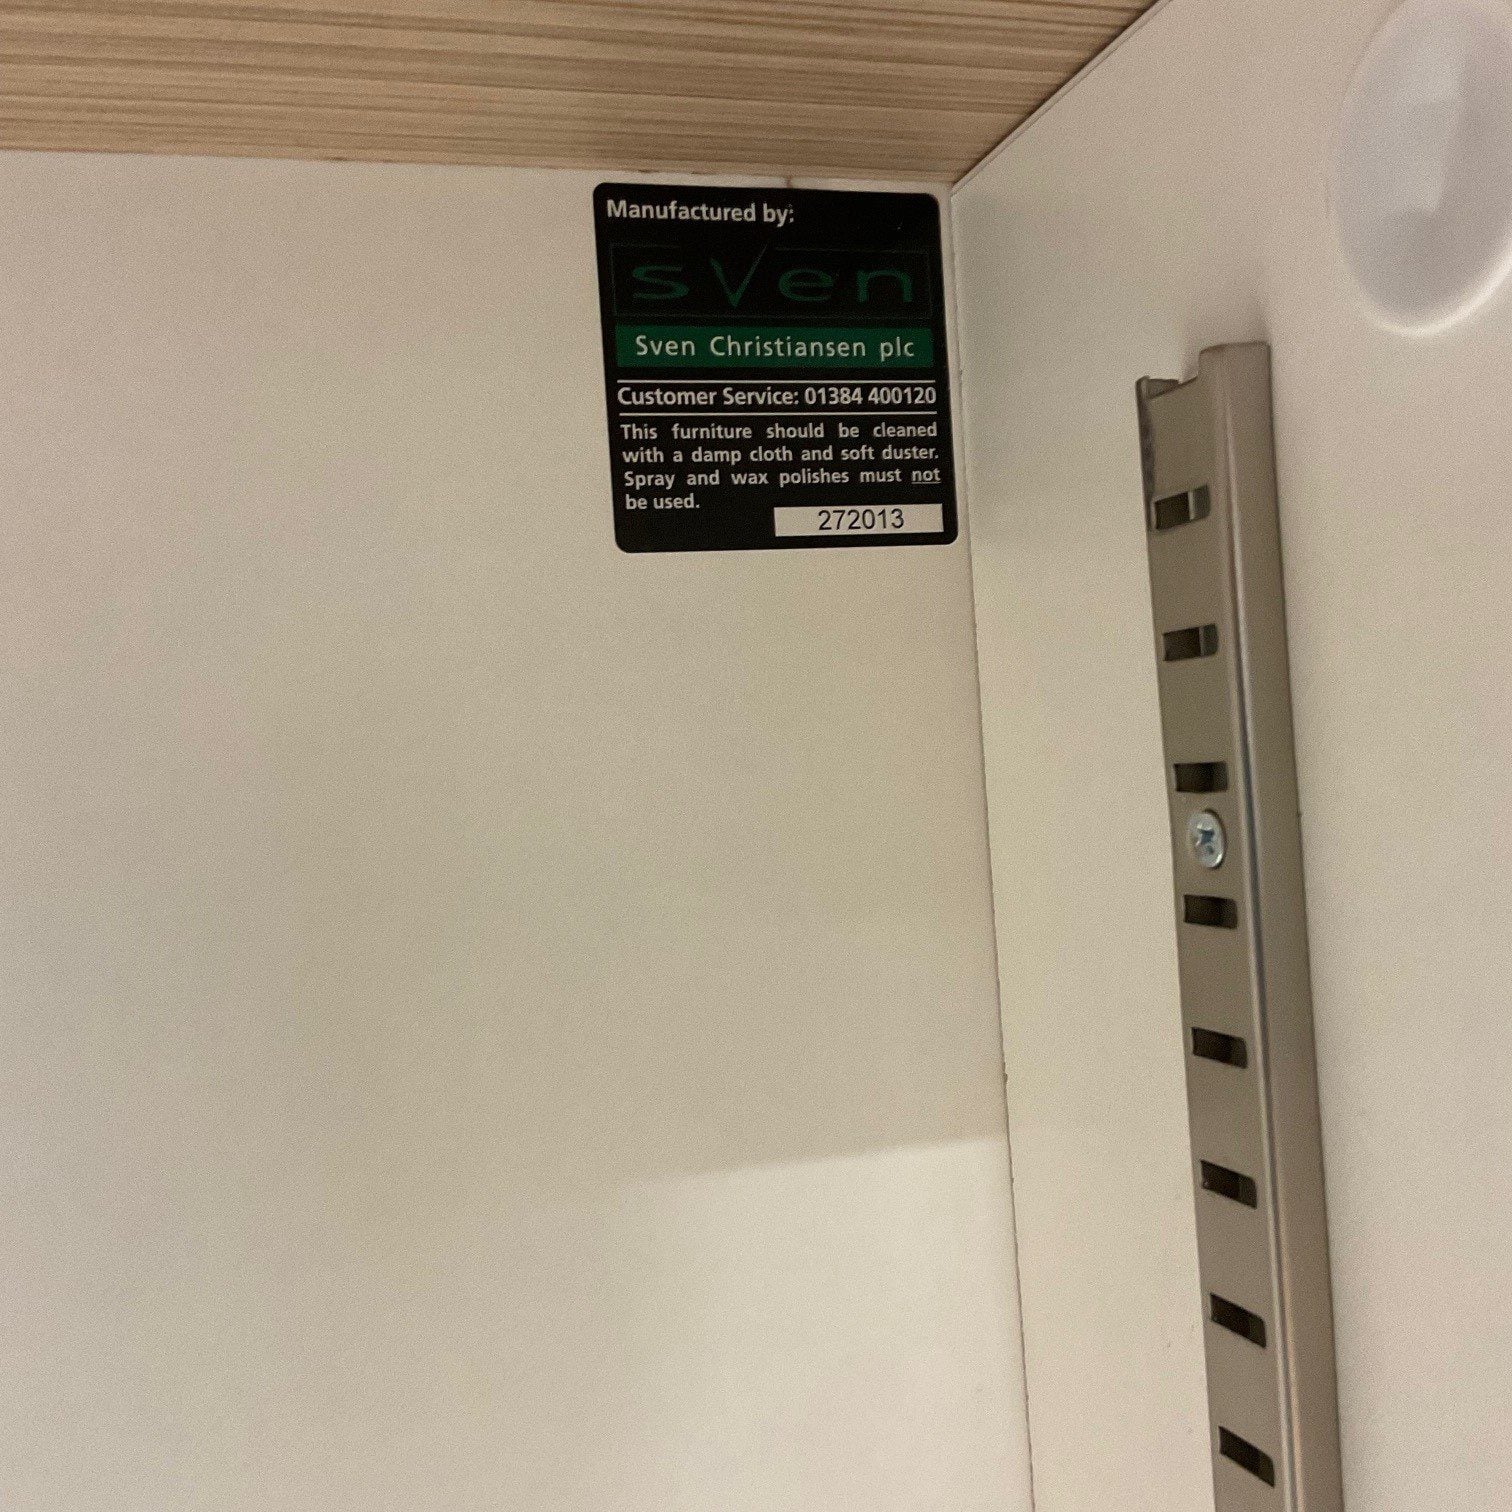 Manufactured by:
sven
Sven Christiansen plc
Customer Service: 01384 400120
This furniture should be cleaned
with a damp cloth and soft duster.
Spray and wax polishes must not
be used.
272013